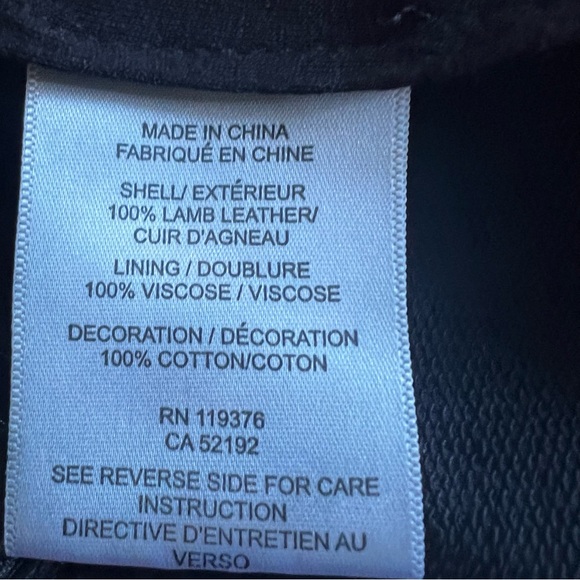 MADE IN CHINA
FABRIQUÉ EN CHINE
SHELL/ EXTÉRIEUR
100% LAMB LEATHER/
CUIR D'AGNEAU
LINING / DOUBLURE
100% VISCOSE / VISCOSE
DECORATION / DÉCORATION
100% COTTON/COTON
RN 119376
CA 52192
SEE REVERSE SIDE FOR CARE
INSTRUCTION
DIRECTIVE D'ENTRETIEN AU
VERSO